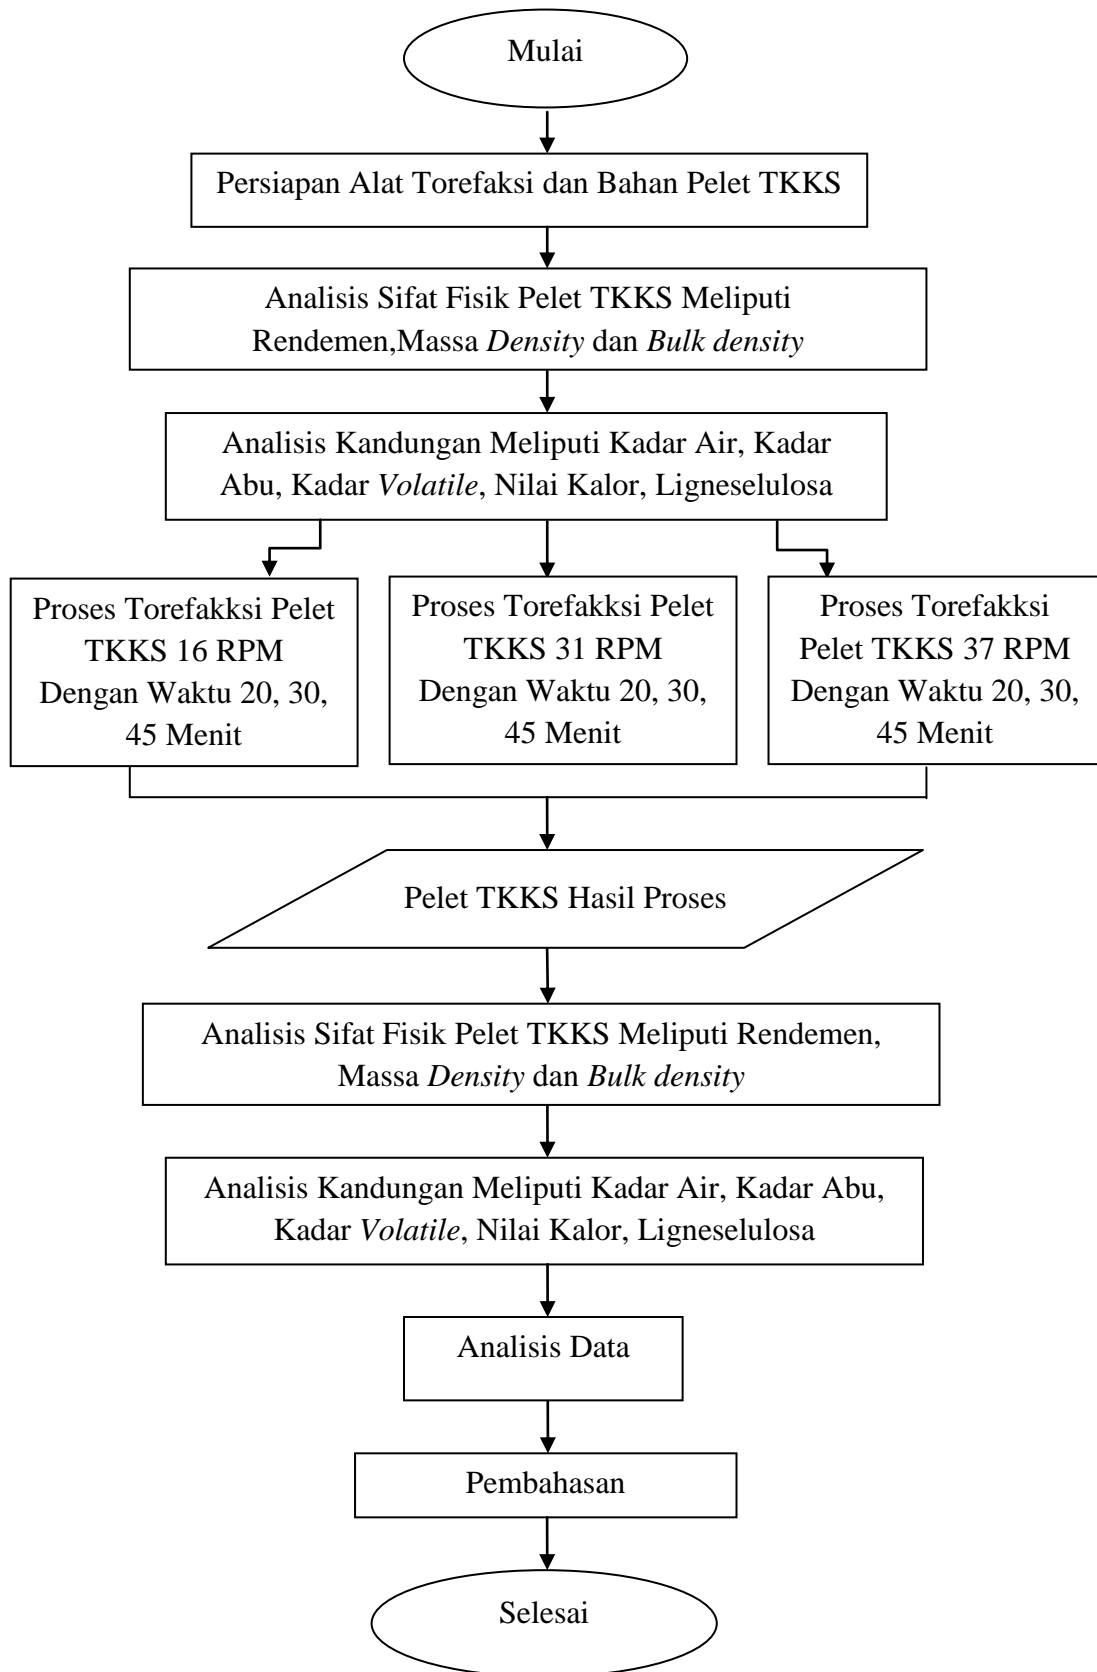 Mulai
Persiapan Alat Torefaksi dan Bahan Pelet TKKS
Analisis Sifat Fisik Pelet TKKS Meliputi
Rendemen,Massa Density dan Bulk density
Analisis Kandungan Meliputi Kadar Air, Kadar
Abu, Kadar Volatile, Nilai Kalor, Ligneselulosa
Proses Torefakksi Pelet
TKKS 16 RPM
Dengan Waktu 20, 30,
45 Menit
Proses Torefakksi Pelet
TKKS 31 RPM
Dengan Waktu 20, 30,
45 Menit
Proses Torefakksi
Pelet TKKS 37 RPM
Dengan Waktu 20, 30,
45 Menit
Pelet TKKS Hasil Proses
Analisis Sifat Fisik Pelet TKKS Meliputi Rendemen,
Massa Density dan Bulk density
Analisis Kandungan Meliputi Kadar Air, Kadar Abu,
Kadar Volatile, Nilai Kalor, Ligneselulosa
Analisis Data
Pembahasan
Selesai